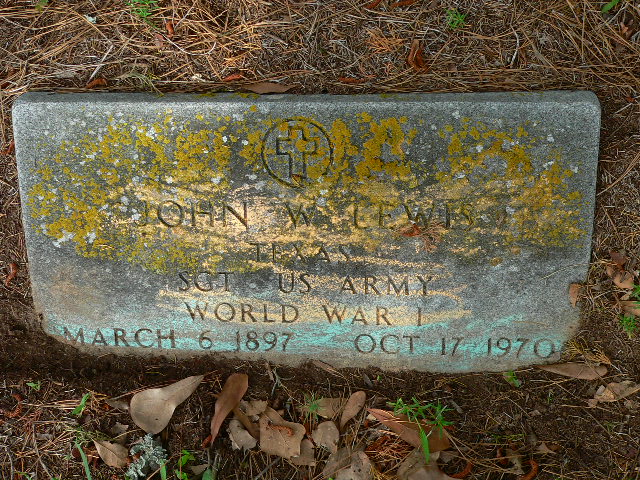 JOHN W LEWIS
TEXAS
SGT US ARMY
WORLD WAR I
MARCH 6 1897 OCT 17 1970